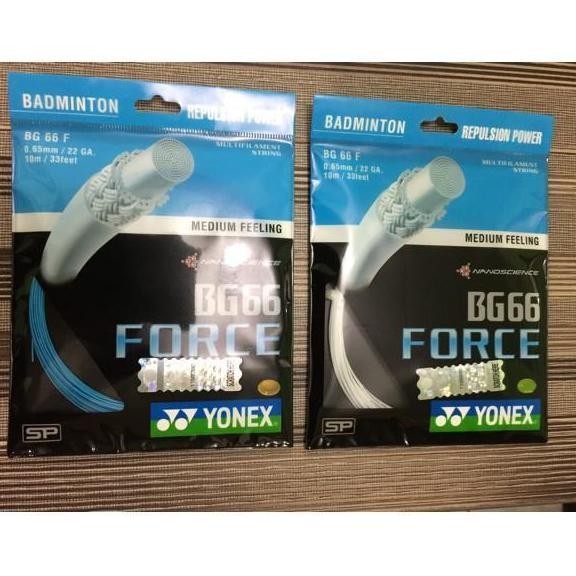 BADMINTON
REPULSION POWER
BG 66 F
0.65mm / 22 GA.
10m / 33feet
MULTIFILAMENT
STRING
MEDIUM FEELING
NANOSCIENCE
BG66
FORCE
YONEX
SP
BADMINTON
REPULSION POWER
BG 66 F
0.65mm / 22 GA.
10m / 33feet
MULTIFILAMENT
STRING
MEDIUM FEELING
NANOSCIENCE
BG66
FORCE
YONEX
SP